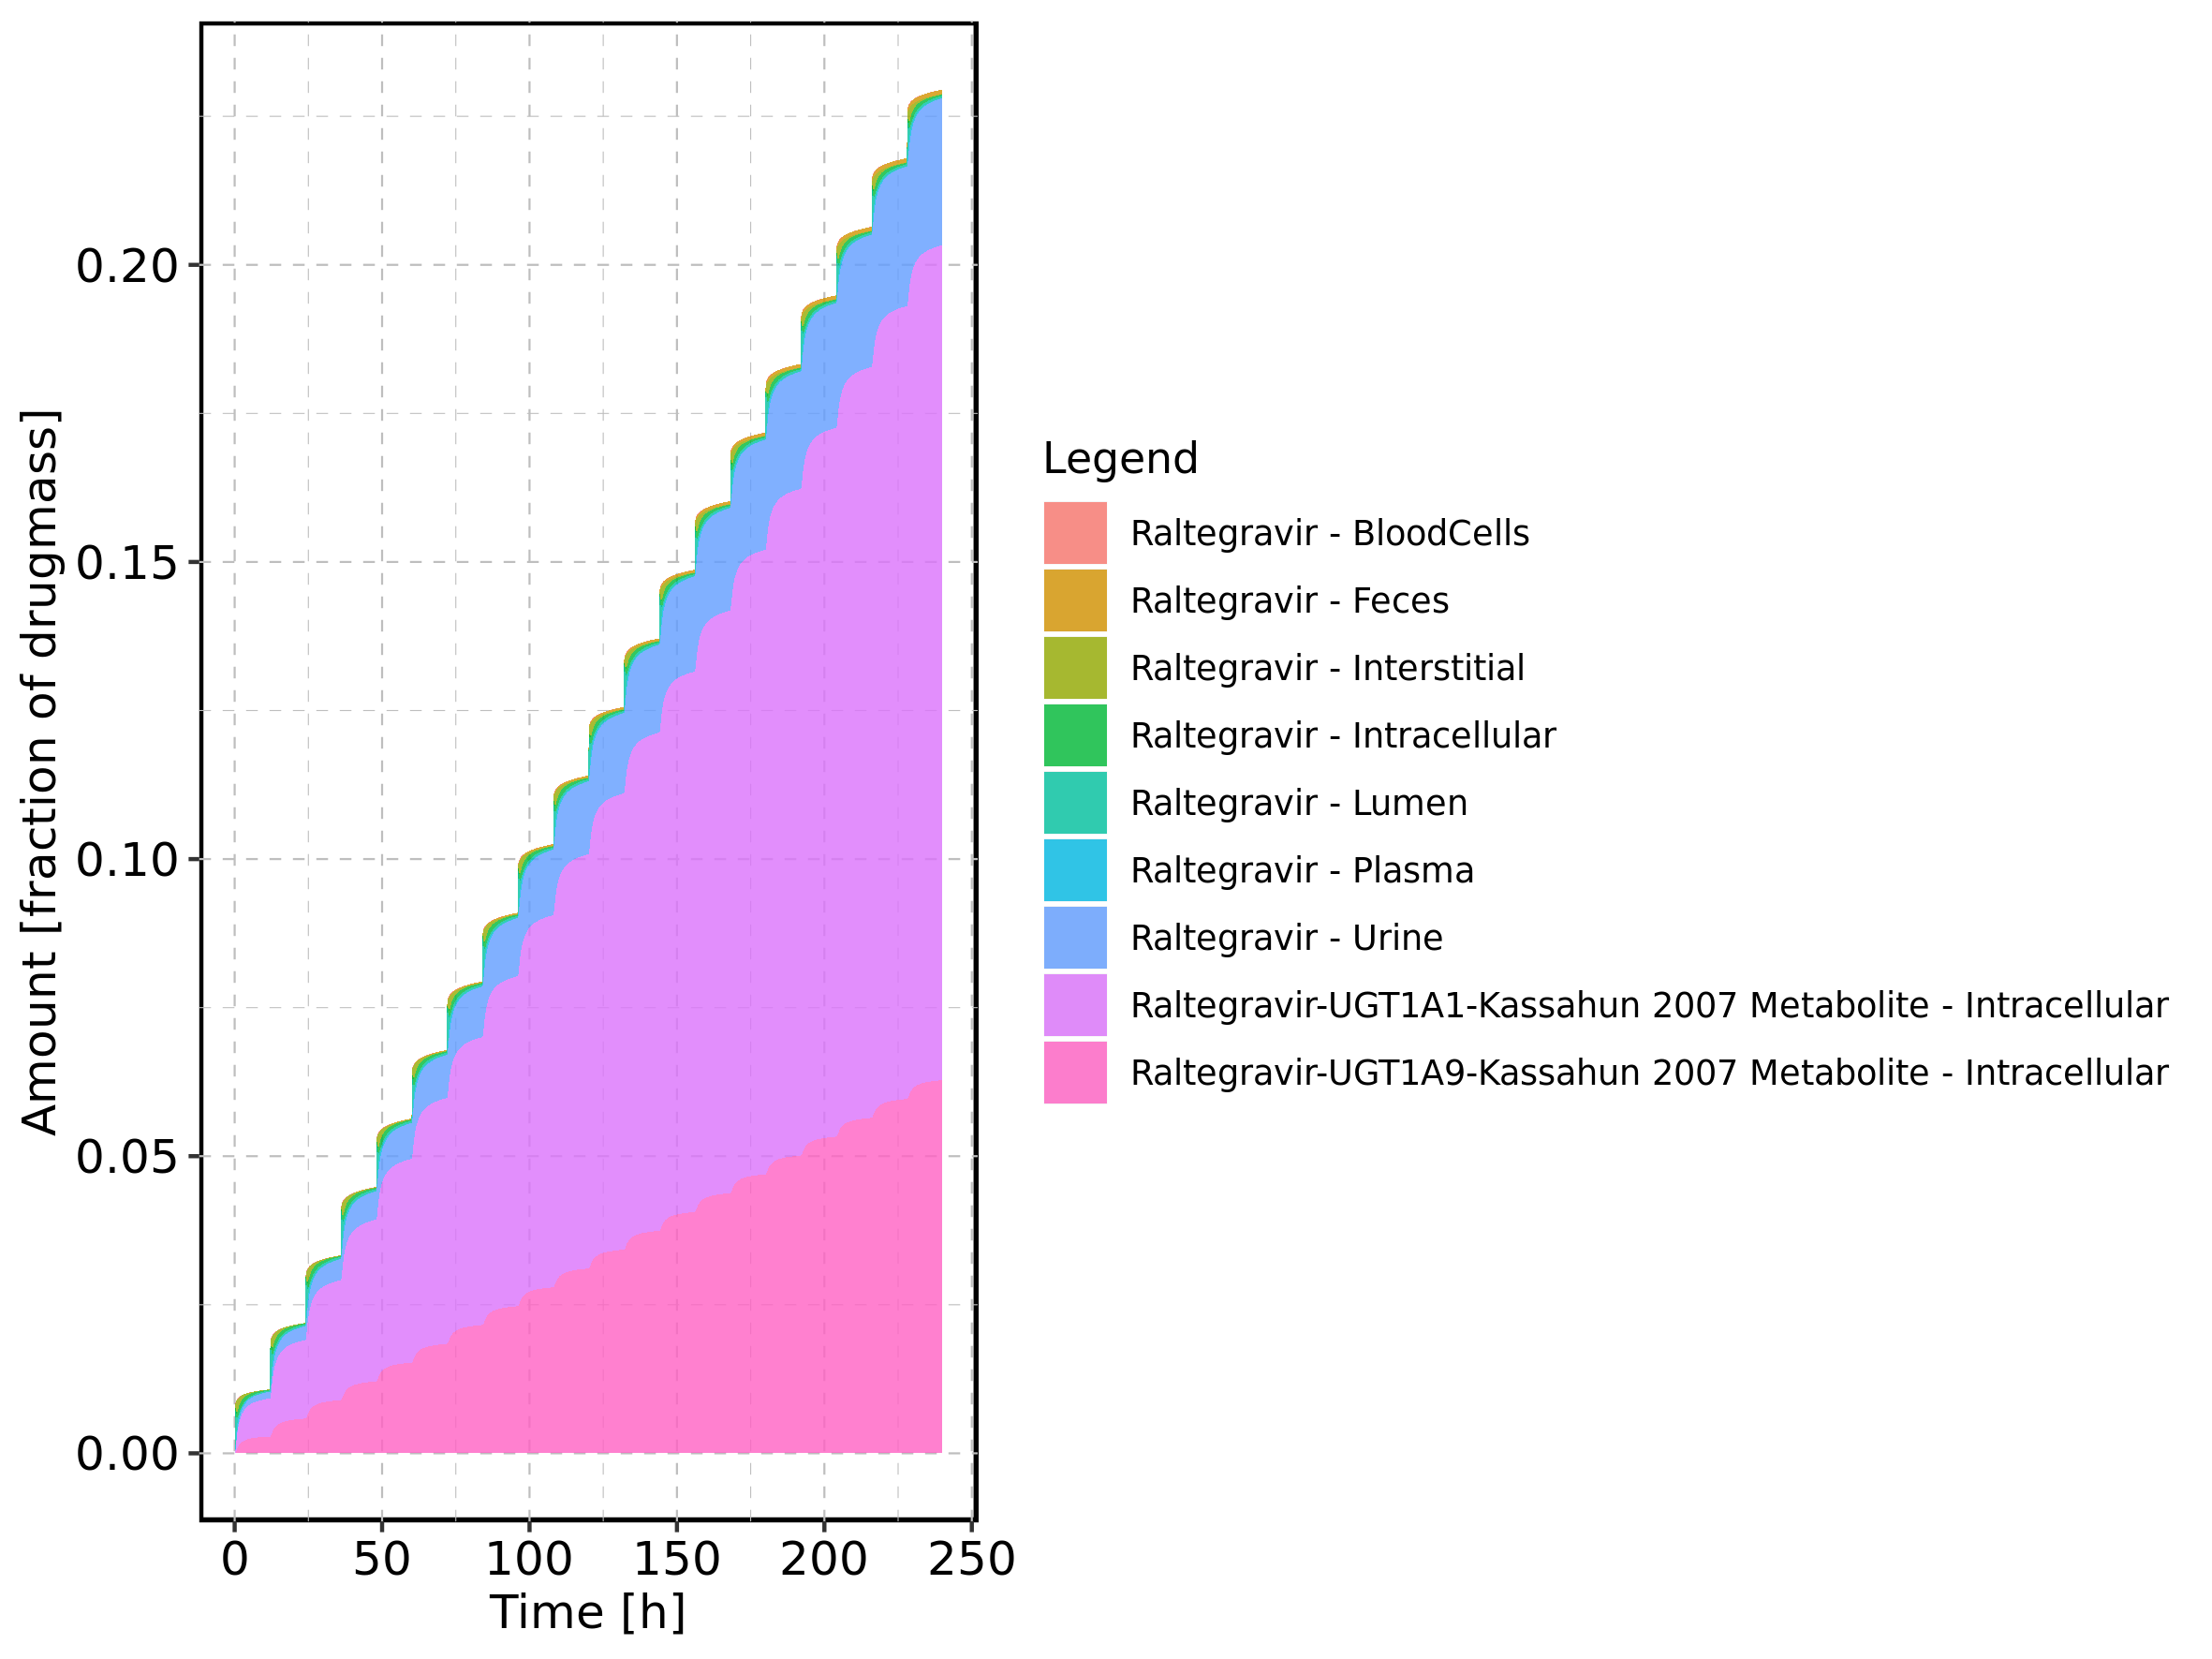 Amount [fraction of drugmass]
0.20
0.15
0.10
0.05
0.00
0 50 100 150 200 250
Time [h]
Legend
Raltegravir - BloodCells
Raltegravir - Feces
Raltegravir - Interstitial
Raltegravir - Intracellular
Raltegravir - Lumen
Raltegravir - Plasma
Raltegravir - Urine
Raltegravir-UGT1A1-Kassahun 2007 Metabolite - Intracellular
Raltegravir-UGT1A9-Kassahun 2007 Metabolite - Intracellular